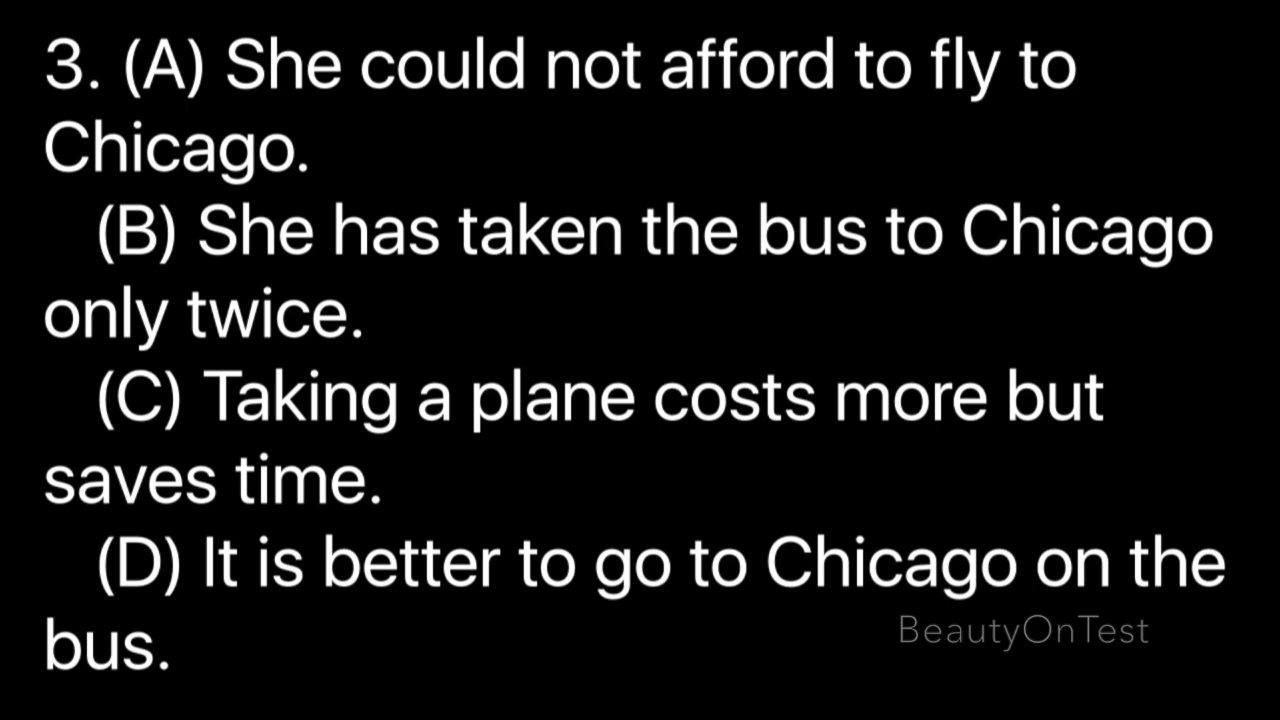 3. (A) She could not afford to fly to
Chicago.
(B) She has taken the bus to Chicago
only twice.
(C) Taking a plane costs more but
saves time.
(D) It is better to go to Chicago on the
bus.
BeautyOnTest